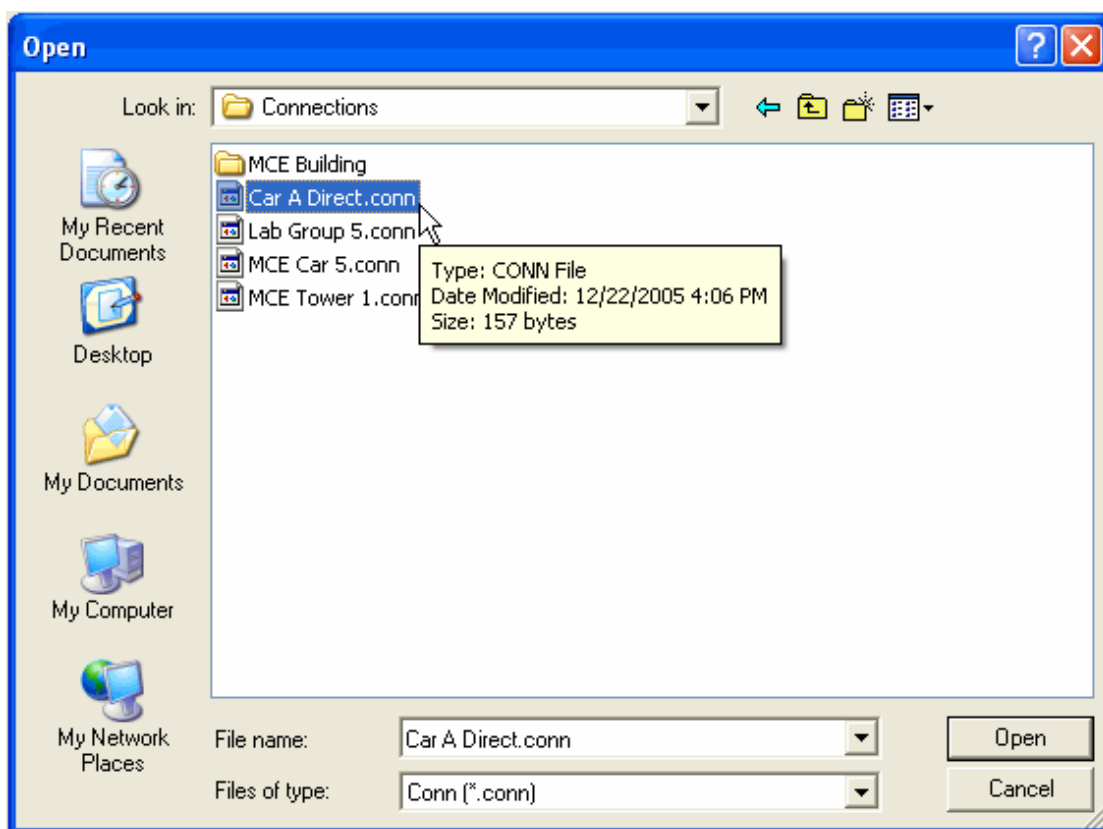 Open
Look in:
Connections
MCE Building
Car A Direct.conn
Lab Group 5.conn
MCE Car 5.conn
MCE Tower 1.conn
Type: CONN File
Date Modified: 12/22/2005 4:06 PM
Size: 157 bytes
My Recent
Documents
Desktop
My Documents
My Computer
My Network
Places
File name:
Car A Direct.conn
Open
Files of type:
Conn (*.conn)
Cancel